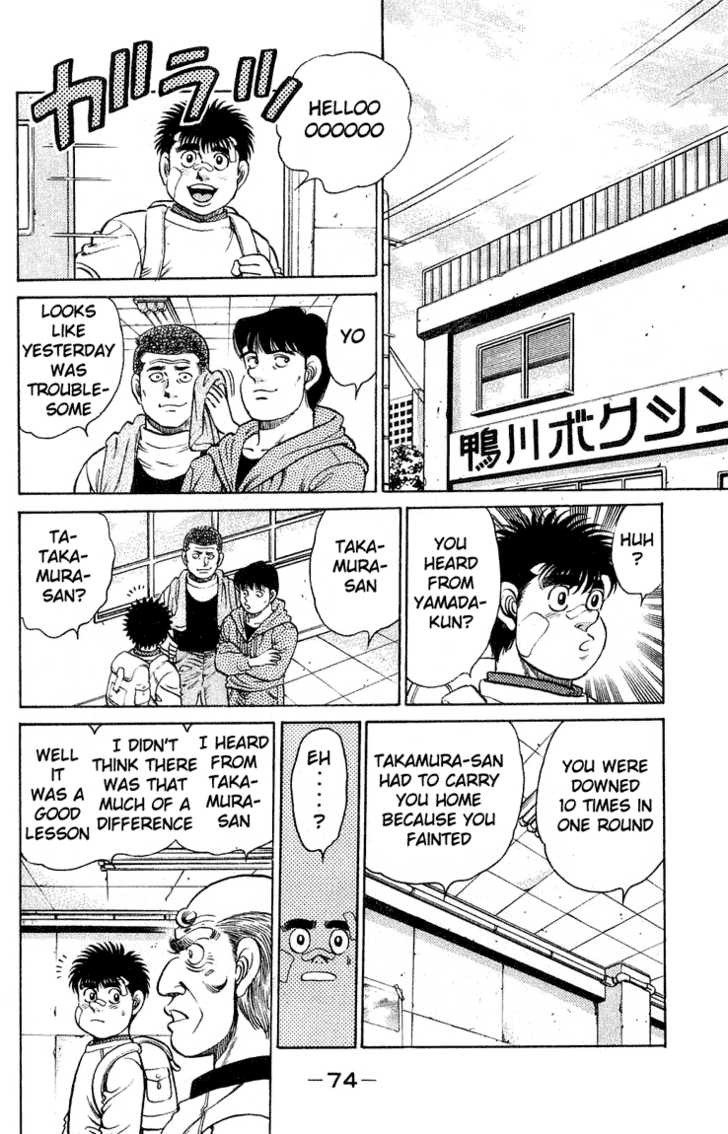 鴨川ボクシン
ガラッ
HELLOO
OOOOOOO
YO
LOOKS
LIKE
YESTERDAY
WAS
TROUBLE-
SOME
HUH
?
YOU
HEARD
FROM
YAMADA-
KUN?
TAKA-
MURA-
SAN
TA-
TAKA-
MURA-
SAN?
YOU WERE
DOWNED
10 TIMES IN
ONE ROUND
TAKAMURA-SAN
HAD TO CARRY
YOU HOME
BECAUSE YOU
FAINTED
EH
.....
?
I HEARD
FROM
TAKA-
MURA-
SAN
I DIDN'T
THINK THERE
WAS THAT
MUCH OF A
DIFFERENCE
WELL
IT
WAS A
GOOD
LESSON
—74—